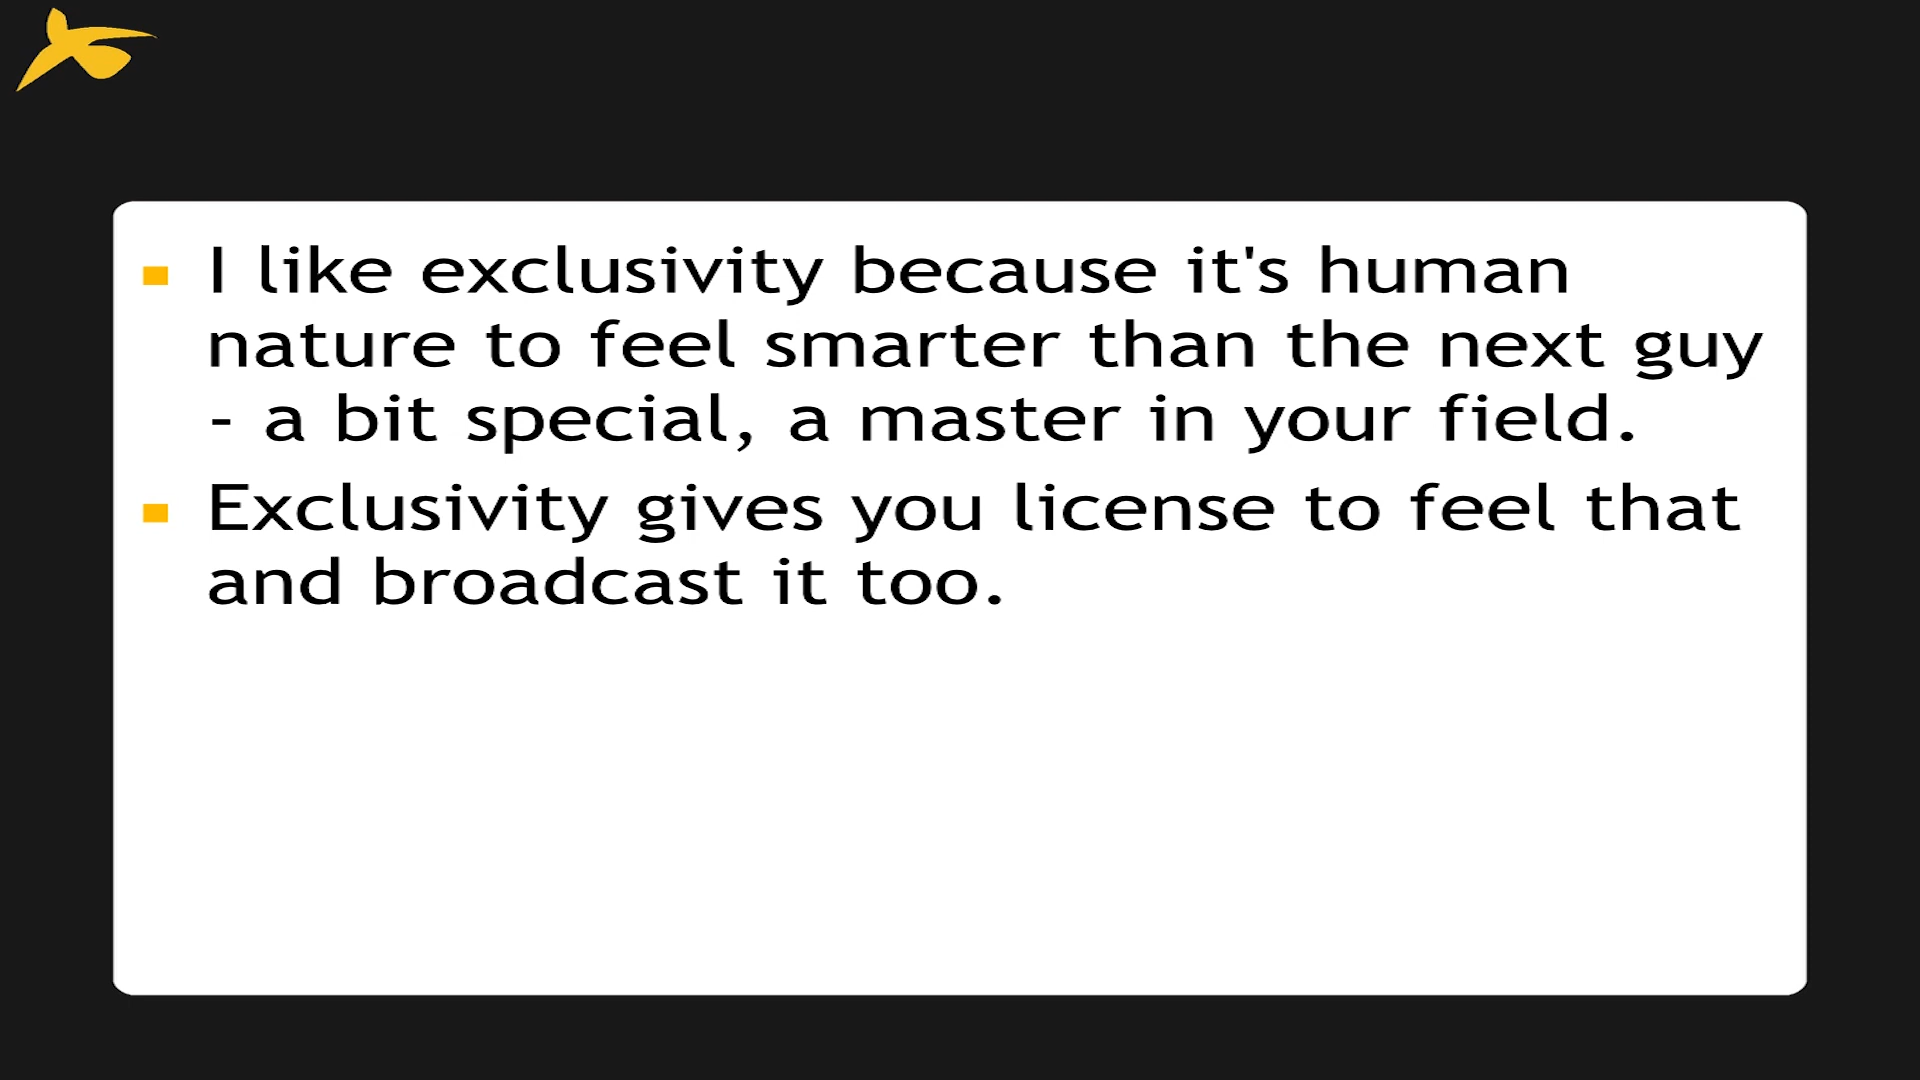 I like exclusivity because it's human
nature to feel smarter than the next guy
- a bit special, a master in your field.
Exclusivity gives you license to feel that
and broadcast it too.